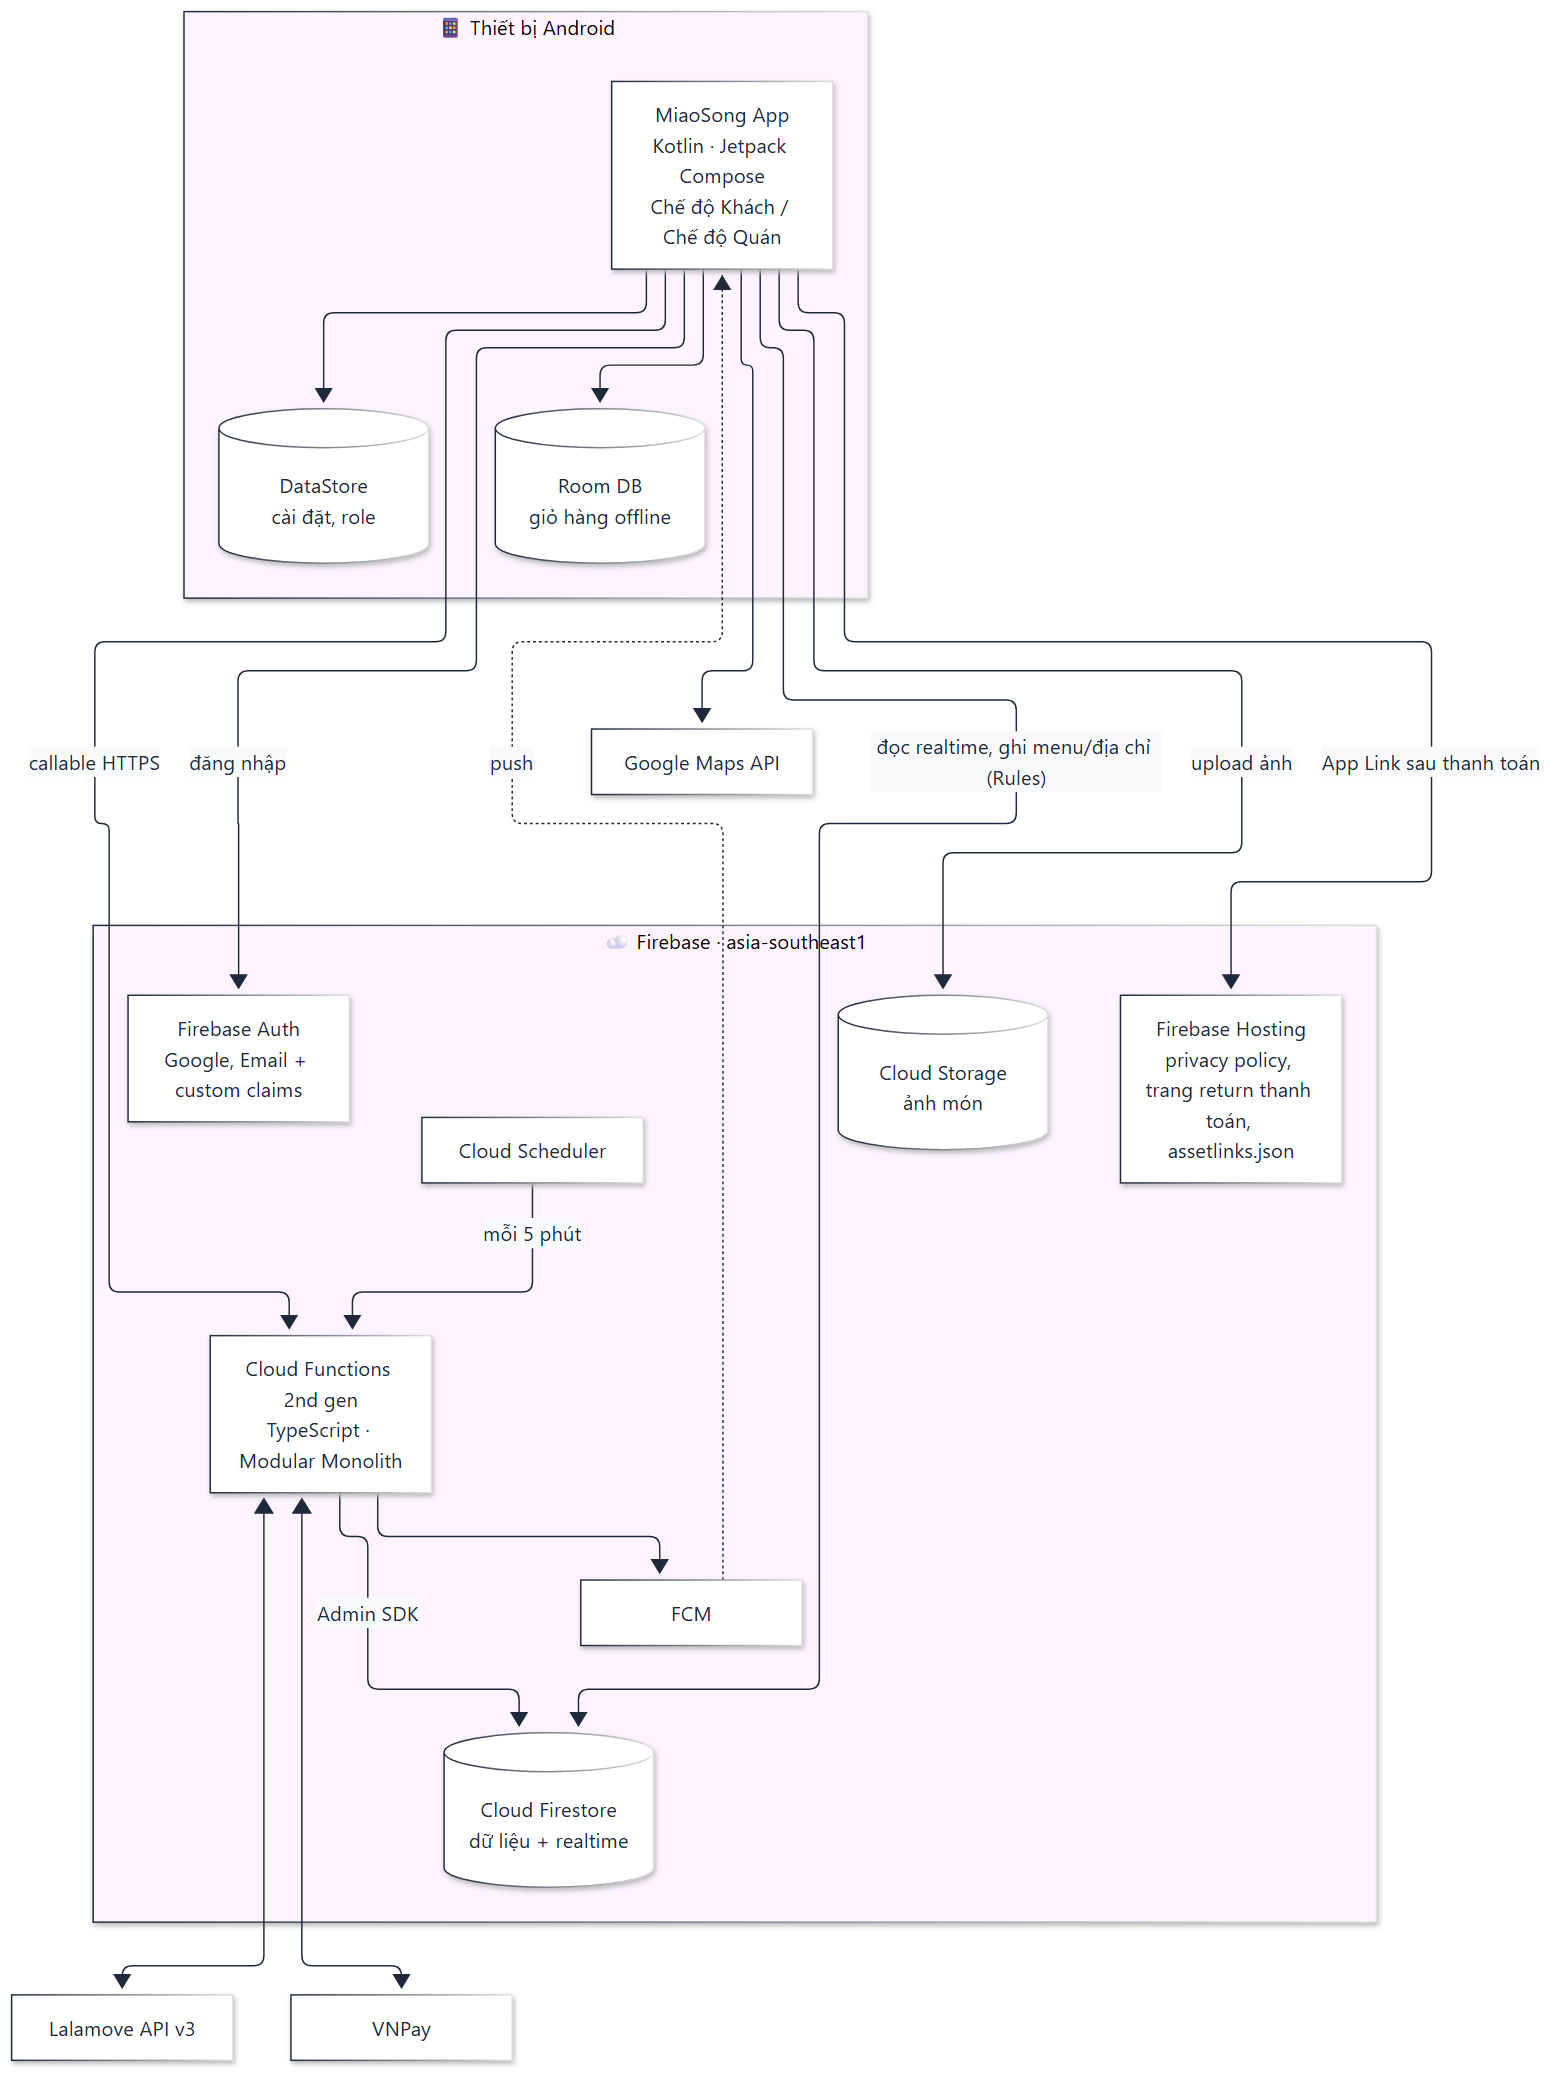 Thiết bị Android
MiaoSong App
Kotlin · Jetpack
Compose
Chế độ Khách /
Chế độ Quán
DataStore
cài đặt, role
Room DB
giỏ hàng offline
callable HTTPS
đăng nhập
push
Google Maps API
đọc realtime, ghi menu/địa chỉ
(Rules)
upload ảnh
App Link sau thanh toán
Firebase · asia-southeast1
Firebase Auth
Google, Email +
custom claims
Cloud Scheduler
mỗi 5 phút
Cloud Storage
ảnh món
Firebase Hosting
privacy policy,
trang return thanh
toán,
assetlinks.json
Cloud Functions
2nd gen
TypeScript ·
Modular Monolith
Admin SDK
FCM
Cloud Firestore
dữ liệu + realtime
Lalamove API v3
VNPay